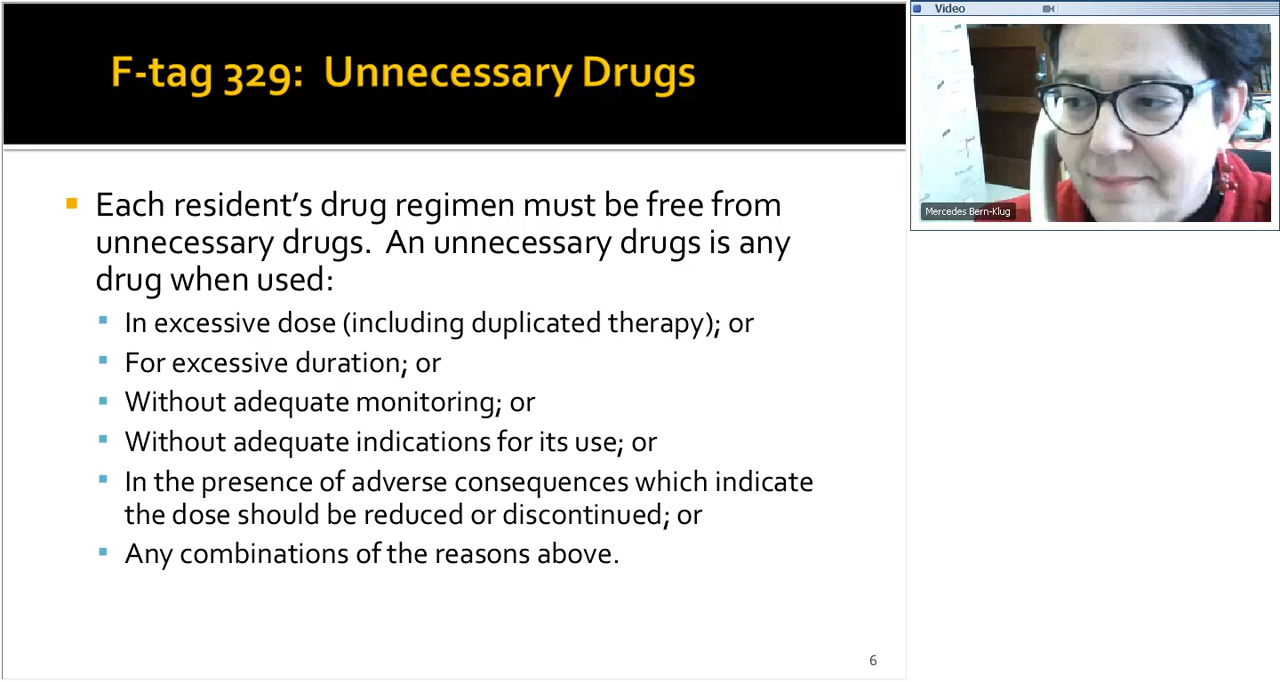 F-tag 329: Unnecessary Drugs
Each resident's drug regimen must be free from
unnecessary drugs. An unnecessary drugs is any
drug when used:
In excessive dose (including duplicated therapy); or
For excessive duration; or
Without adequate monitoring; or
Without adequate indications for its use; or
In the presence of adverse consequences which indicate
the dose should be reduced or discontinued; or
Any combinations of the reasons above.
6
Video
Mercedes Bern-Klug